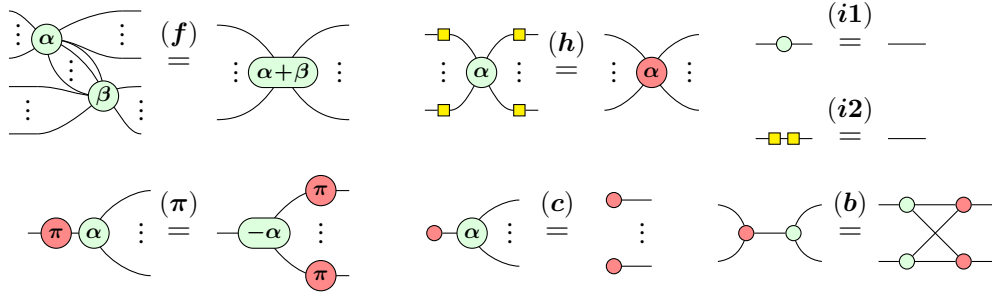 α (f) = α+β
β
α (h) = α
(i1) =
(i2) =
π α (π) = -α π π
α (c) =
(b) =